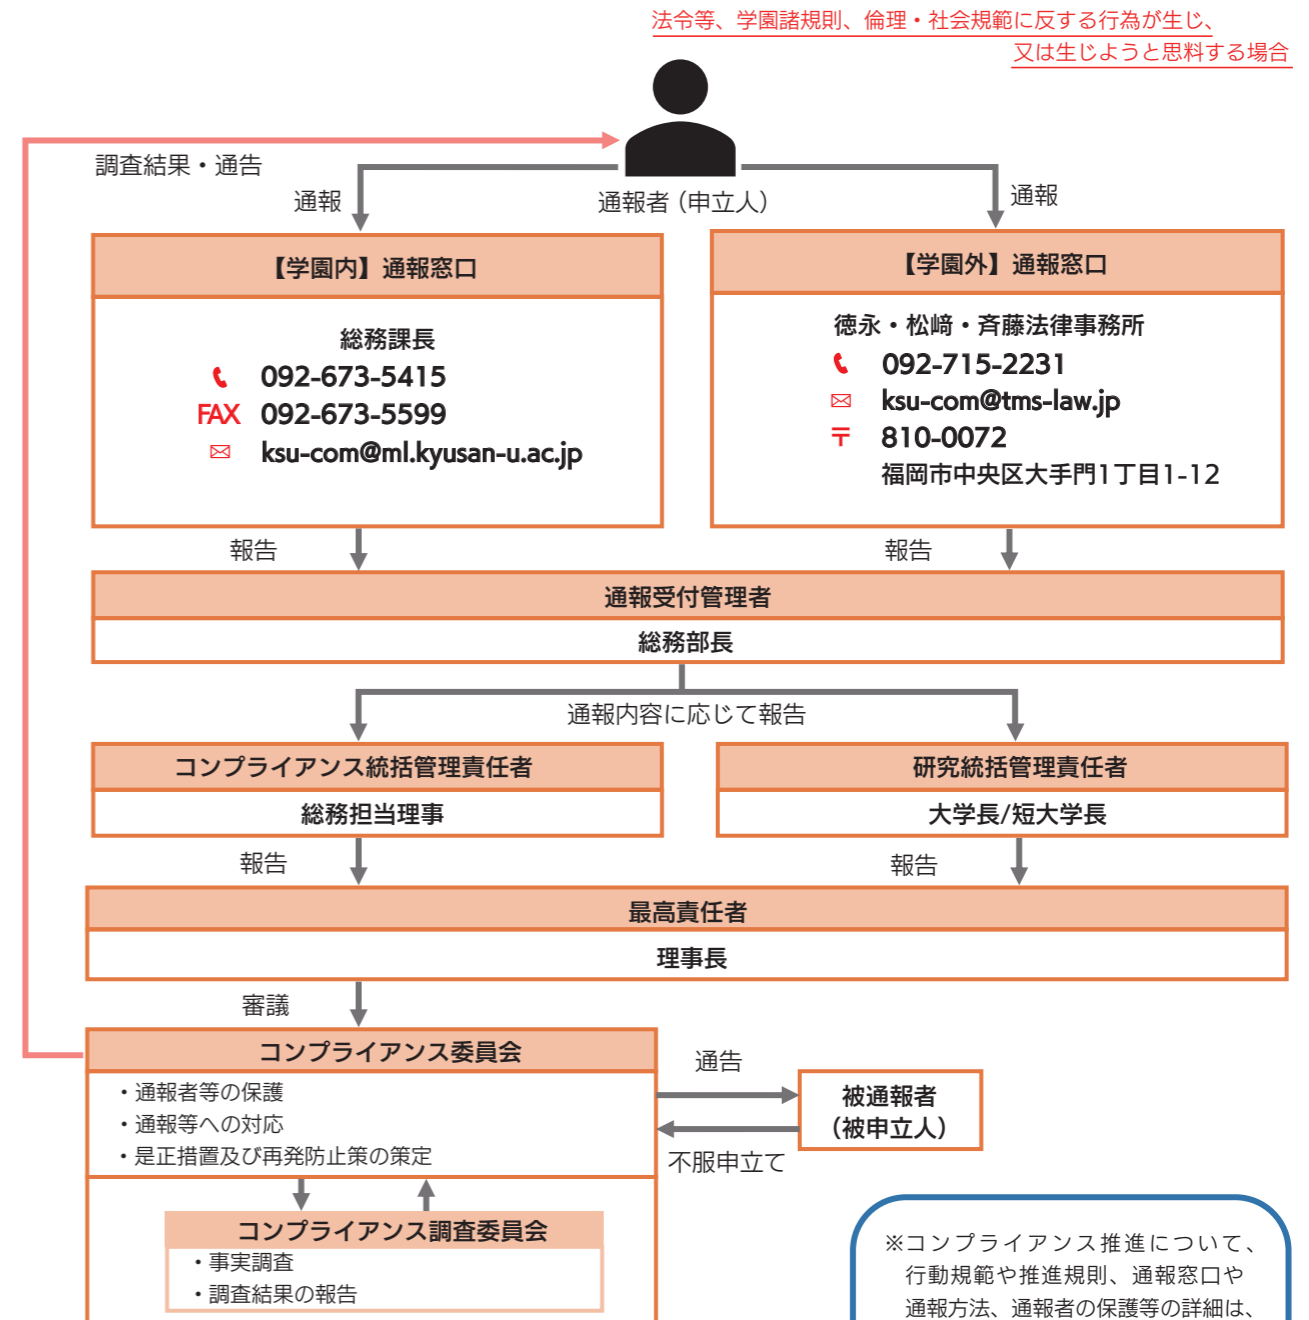 法令等、学園諸規則、倫理・社会規範に反する行為が生じ、
又は生じようと思料する場合
調査結果・通告
通報
通報者（申立人）
通報
【学園内】通報窓口
総務課長
092-673-5415
FAX 092-673-5599
ksu-com@ml.kyusan-u.ac.jp
【学園外】通報窓口
徳永・松﨑・斉藤法律事務所
092-715-2231
ksu-com@tms-law.jp
〒 810-0072
福岡市中央区大手門1丁目1-12
報告
報告
通報受付管理者
総務部長
通報内容に応じて報告
コンプライアンス統括管理責任者
総務担当理事
研究統括管理責任者
大学長/短大学長
報告
報告
最高責任者
理事長
審議
コンプライアンス委員会
・通報者等の保護
・通報等への対応
・是正措置及び再発防止策の策定
通告
被通報者
（被申立人）
不服申立て
コンプライアンス調査委員会
・事実調査
・調査結果の報告
※コンプライアンス推進について、
行動規範や推進規則、通報窓口や
通報方法、通報者の保護等の詳細は、